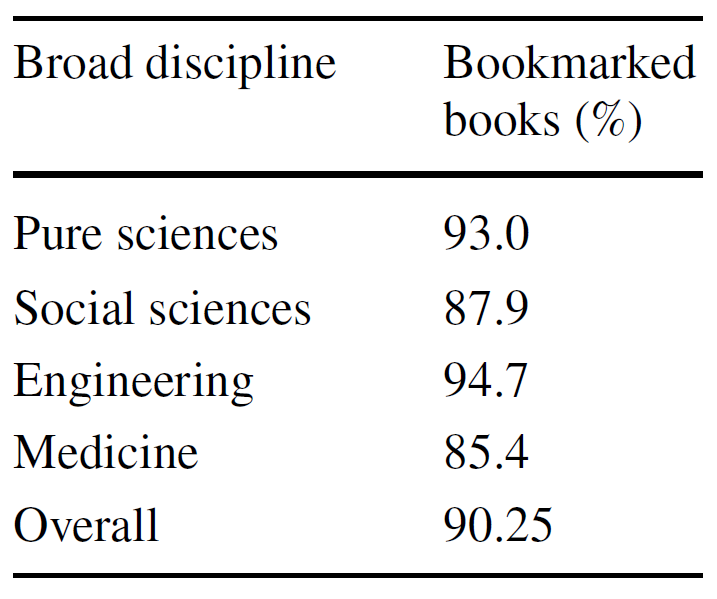 Broad discipline Bookmarked
books (%)
Pure sciences 93.0
Social sciences 87.9
Engineering 94.7
Medicine 85.4
Overall 90.25